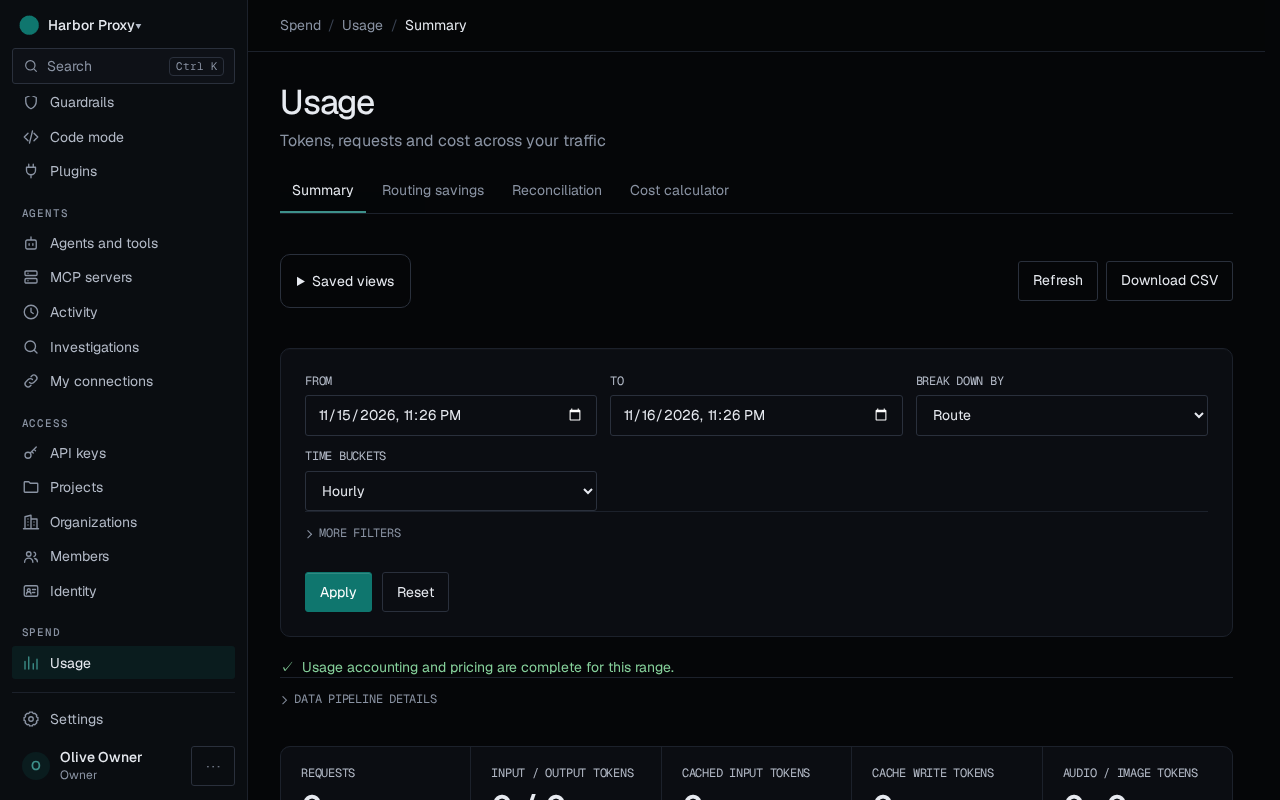 Harbor Proxy▾
Search Ctrl K
Guardrails
Code mode
Plugins
AGENTS
Agents and tools
MCP servers
Activity
Investigations
My connections
ACCESS
API keys
Projects
Organizations
Members
Identity
SPEND
Usage
Settings
O
Olive Owner
Owner
...
Spend / Usage / Summary
Usage
Tokens, requests and cost across your traffic
Summary Routing savings Reconciliation Cost calculator
▶ Saved views
Refresh Download CSV
FROM TO BREAK DOWN BY
11/15/2026, 11:26 PM 11/16/2026, 11:26 PM Route
TIME BUCKETS
Hourly
> MORE FILTERS
Apply Reset
✓ Usage accounting and pricing are complete for this range.
> DATA PIPELINE DETAILS
REQUESTS INPUT / OUTPUT TOKENS CACHED INPUT TOKENS CACHE WRITE TOKENS AUDIO / IMAGE TOKENS